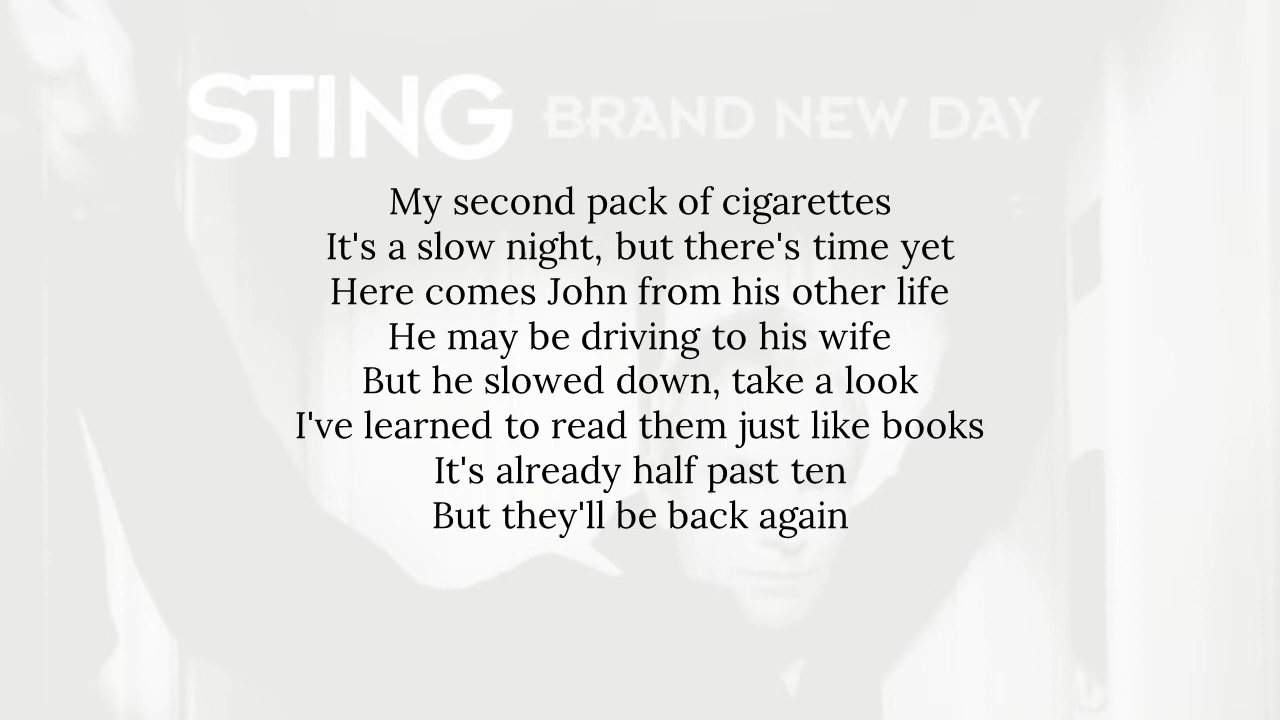 STING BRAND NEW DAY
My second pack of cigarettes
It's a slow night, but there's time yet
Here comes John from his other life
He may be driving to his wife
But he slowed down, take a look
I've learned to read them just like books
It's already half past ten
But they'll be back again